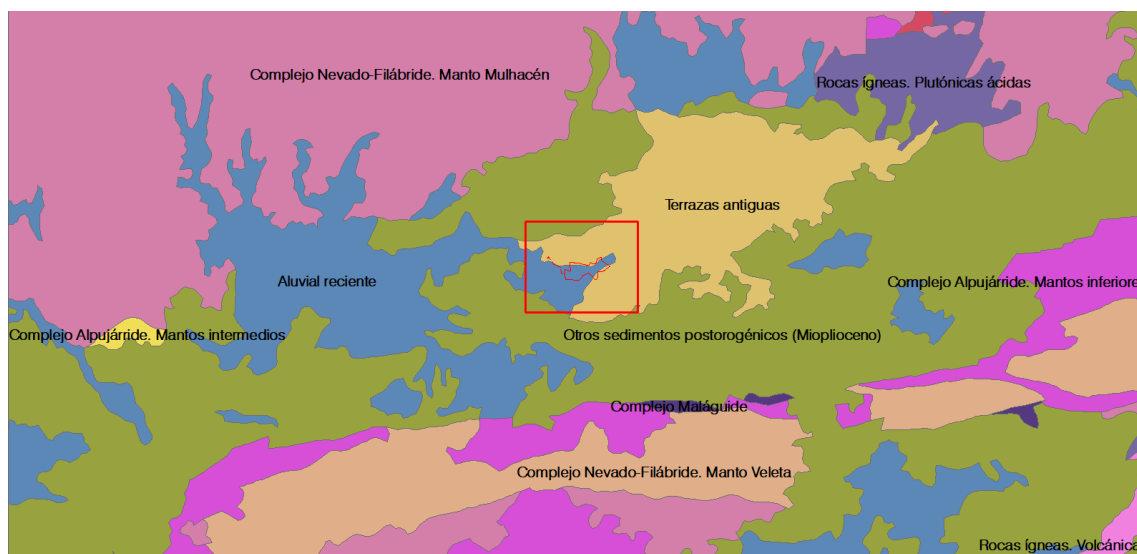 Complejo Nevado-Filábride. Manto Mulhacén
Rocas ígneas. Plutónicas ácidas
Terrazas antiguas
Aluvial reciente
Complejo Alpujárride. Mantos inferiore
Complejo Alpujárride. Mantos intermedios
Otros sedimentos postorogénicos (Mioplioceno)
Complejo Maláguide
Complejo Nevado-Filábride. Manto Veleta
Rocas ígneas. Volcánica